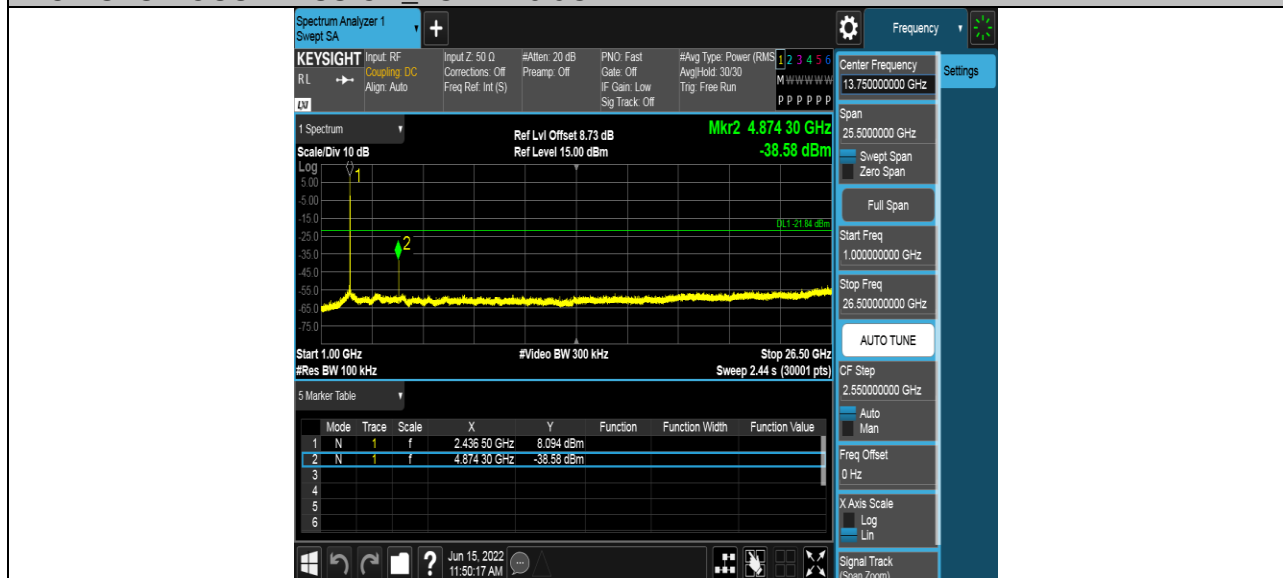 Spectrum Analyzer 1
Swept SA
+
Frequency
KEYSIGHT
RL
LXI
Input: RF
Coupling: DC
Align: Auto
Input Z: 50 Ω
Corrections: Off
Freq Ref: Int (S)
#Atten: 20 dB
Preamp: Off
PNO: Fast
Gate: Off
IF Gain: Low
Sig Track: Off
#Avg Type: Power (RMS
Avg|Hold: 30/30
Trig: Free Run
1 2 3 4 5 6
M W W W W W
P P P P P P
1 Spectrum
Scale/Div 10 dB
Ref Lvl Offset 8.73 dB
Ref Level 15.00 dBm
Mkr2 4.874 30 GHz
-38.58 dBm
Log
5.00
-5.00
-15.0
-25.0
-35.0
-45.0
-55.0
-65.0
-75.0
1
2
DL1 -21.84 dBm
Start 1.00 GHz
#Res BW 100 kHz
#Video BW 300 kHz
Stop 26.50 GHz
Sweep 2.44 s (30001 pts)
5 Marker Table
Mode Trace Scale X Y Function Function Width Function Value
1 N 1 f 2.436 50 GHz 8.094 dBm
2 N 1 f 4.874 30 GHz -38.58 dBm
3
4
5
6
Jun 15, 2022
11:50:17 AM
Settings
Center Frequency
13.750000000 GHz
Span
25.5000000 GHz
Swept Span
Zero Span
Full Span
Start Freq
1.000000000 GHz
Stop Freq
26.500000000 GHz
AUTO TUNE
CF Step
2.550000000 GHz
Auto
Man
Freq Offset
0 Hz
X Axis Scale
Log
Lin
Signal Track
(Span Zoom)